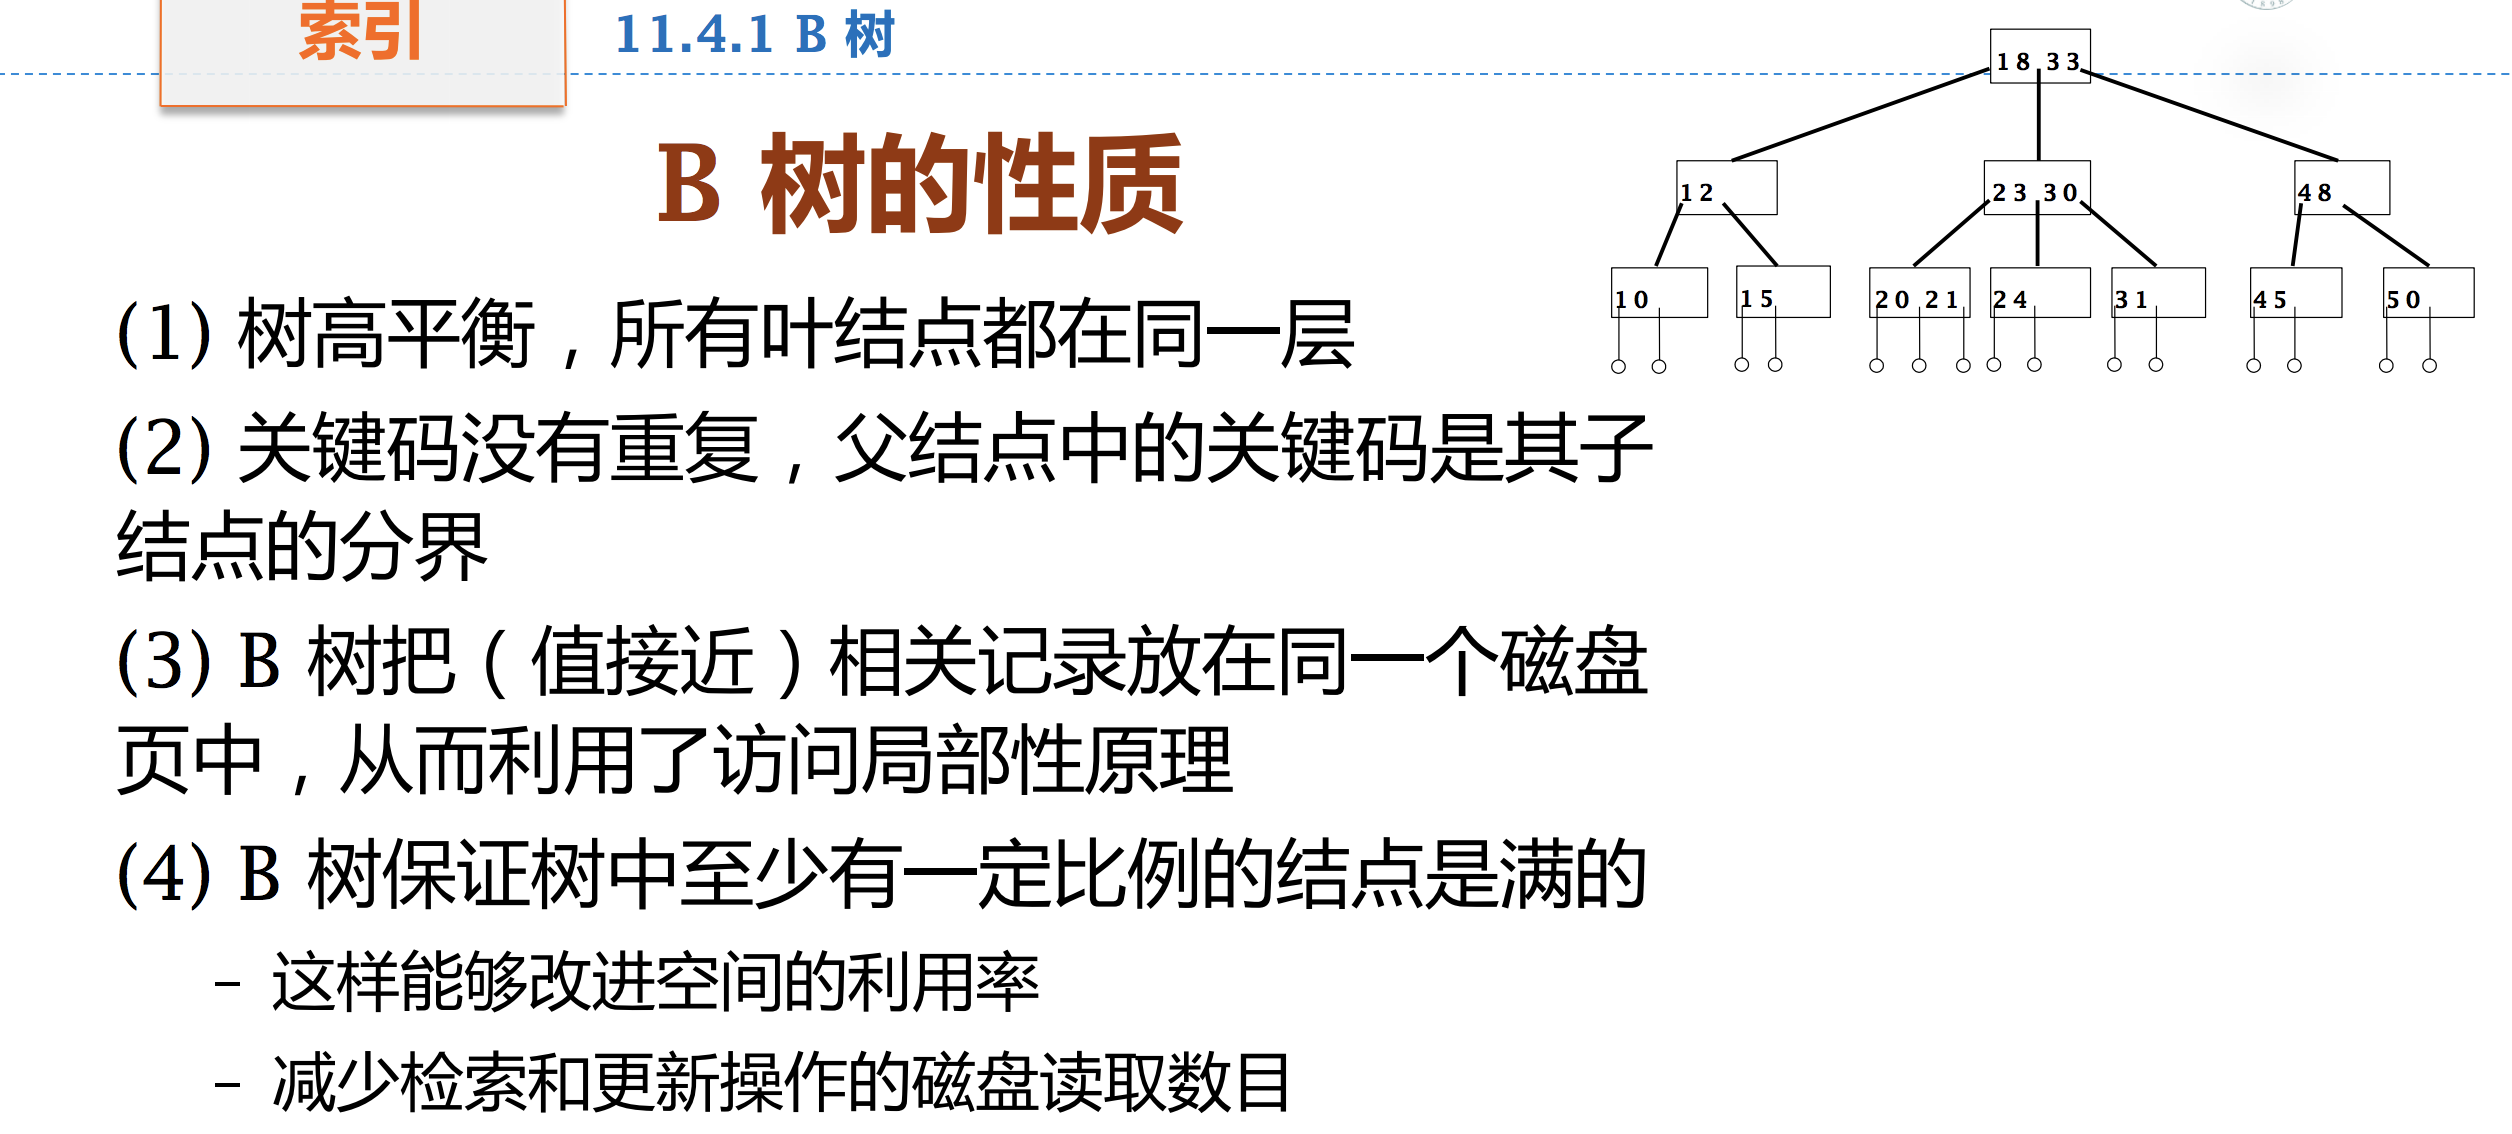 索引
11.4.1 B 树
B 树的性质
18 33
12
23 30
48
10
15
20 21
24
31
45
50
(1) 树高平衡，所有叶结点都在同一层
(2) 关键码没有重复，父结点中的关键码是其子
结点的分界
(3) B 树把（值接近）相关记录放在同一个磁盘
页中，从而利用了访问局部性原理
(4) B 树保证树中至少有一定比例的结点是满的
– 这样能够改进空间的利用率
– 减少检索和更新操作的磁盘读取数目